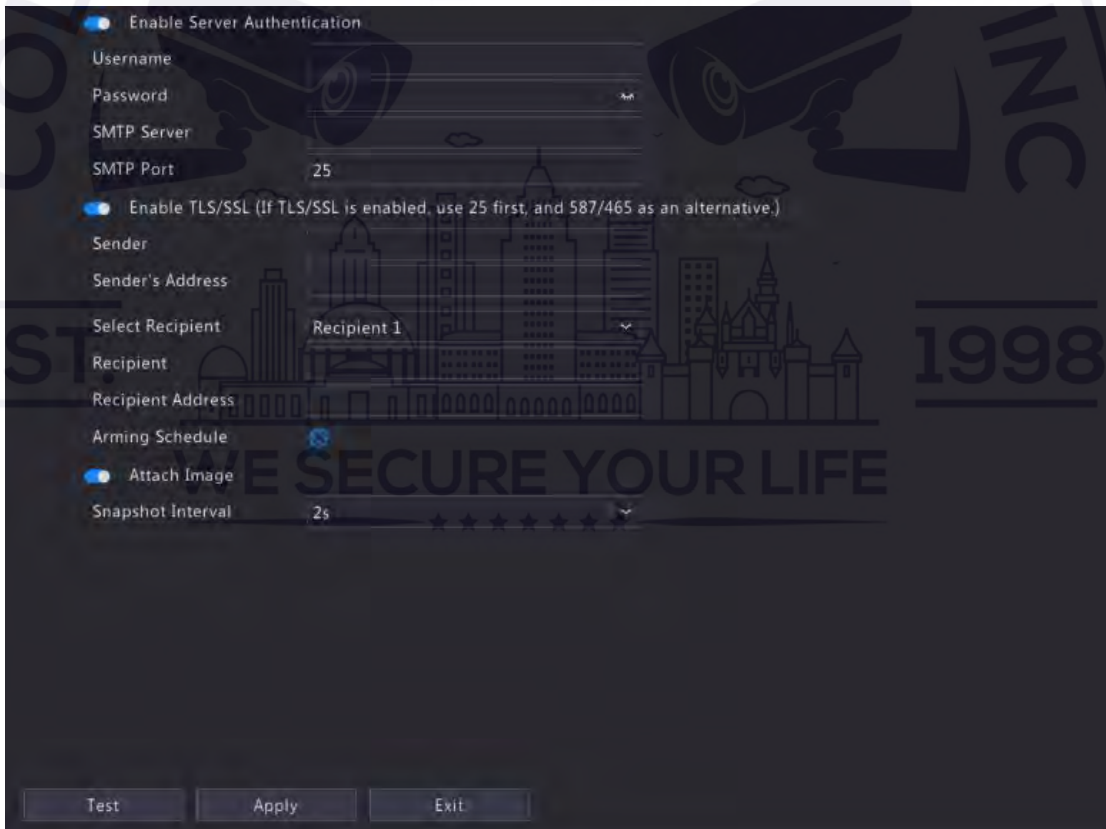 Enable Server Authentication
Username
Password
SMTP Server
SMTP Port 25
Enable TLS/SSL (If TLS/SSL is enabled, use 25 first, and 587/465 as an alternative.)
Sender
Sender's Address
Select Recipient Recipient 1
Recipient
Recipient Address
Arming Schedule
Attach Image
Snapshot Interval 2s
Test Apply Exit
INC
ST.
1998
WE SECURE YOUR LIFE